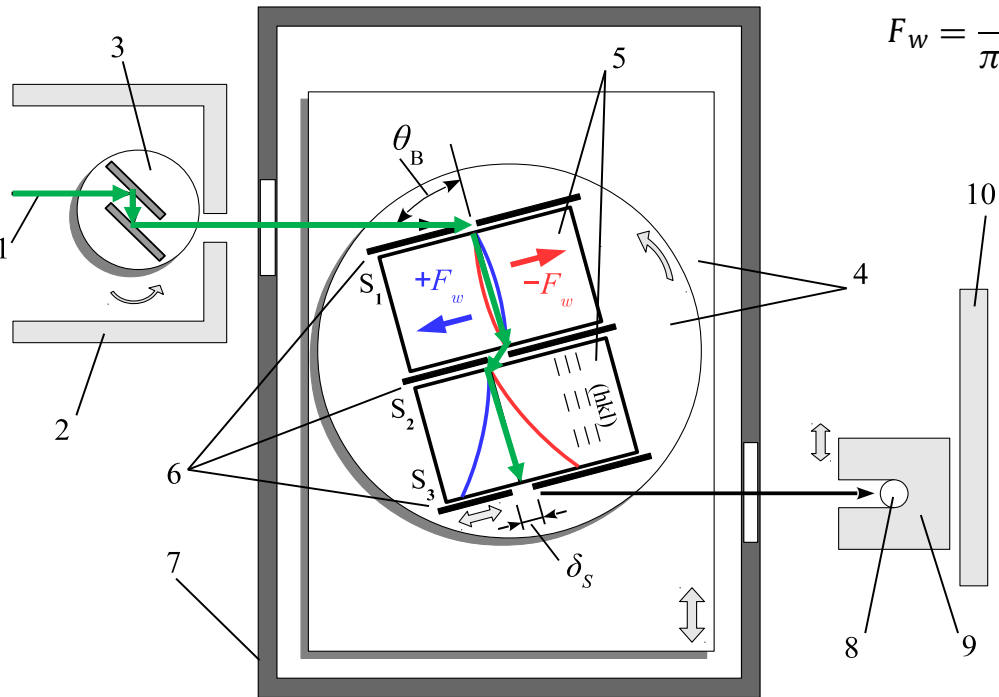 F_w = —/π
3
5
θ_B
10
1
S_1
+F_w
−F_w
4
2
S_2
(hkl)
6
S_3
7
δ_S
8
9